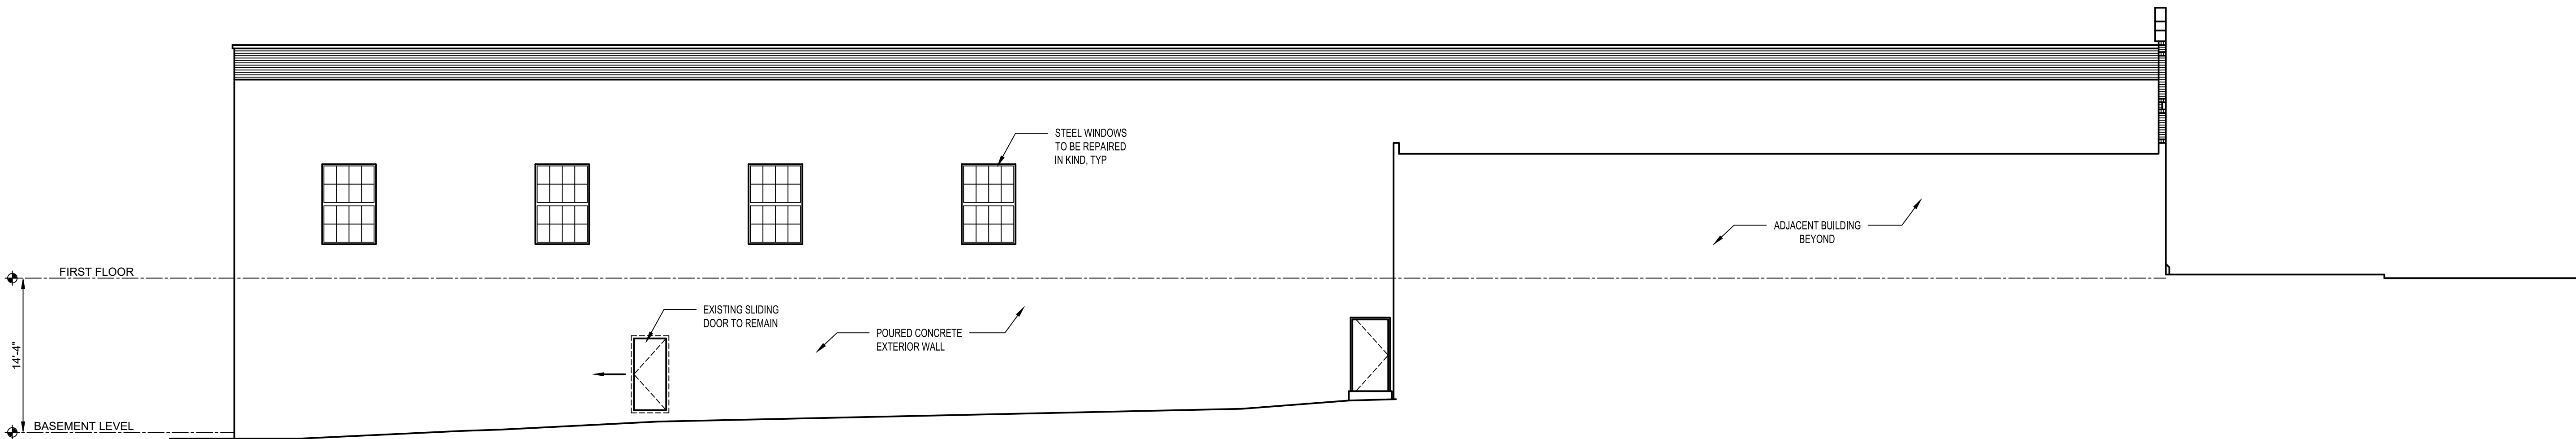 STEEL WINDOWS
TO BE REPAIRED
IN KIND, TYP
ADJACENT BUILDING
BEYOND
FIRST FLOOR
EXISTING SLIDING
DOOR TO REMAIN
POURED CONCRETE
EXTERIOR WALL
14'-4"
BASEMENT LEVEL